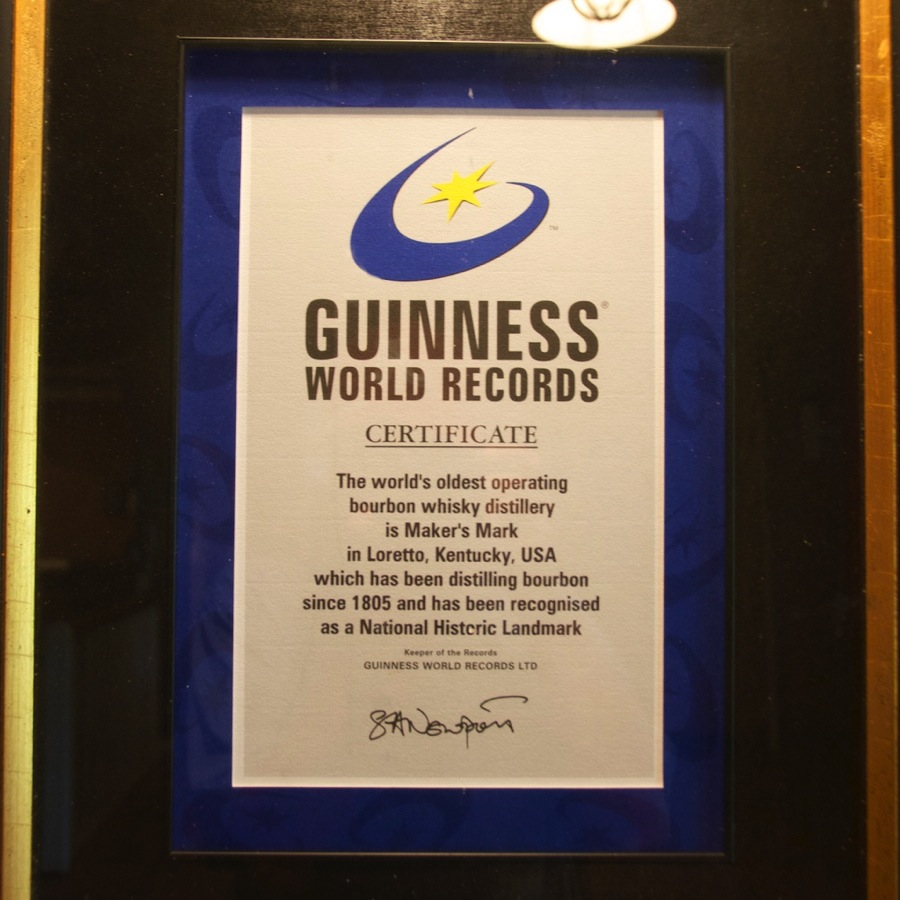 ™
GUINNESS®
WORLD RECORDS
CERTIFICATE
The world's oldest operating
bourbon whisky distillery
is Maker's Mark
in Loretto, Kentucky, USA
which has been distilling bourbon
since 1805 and has been recognised
as a National Historic Landmark
Keeper of the Records
GUINNESS WORLD RECORDS LTD